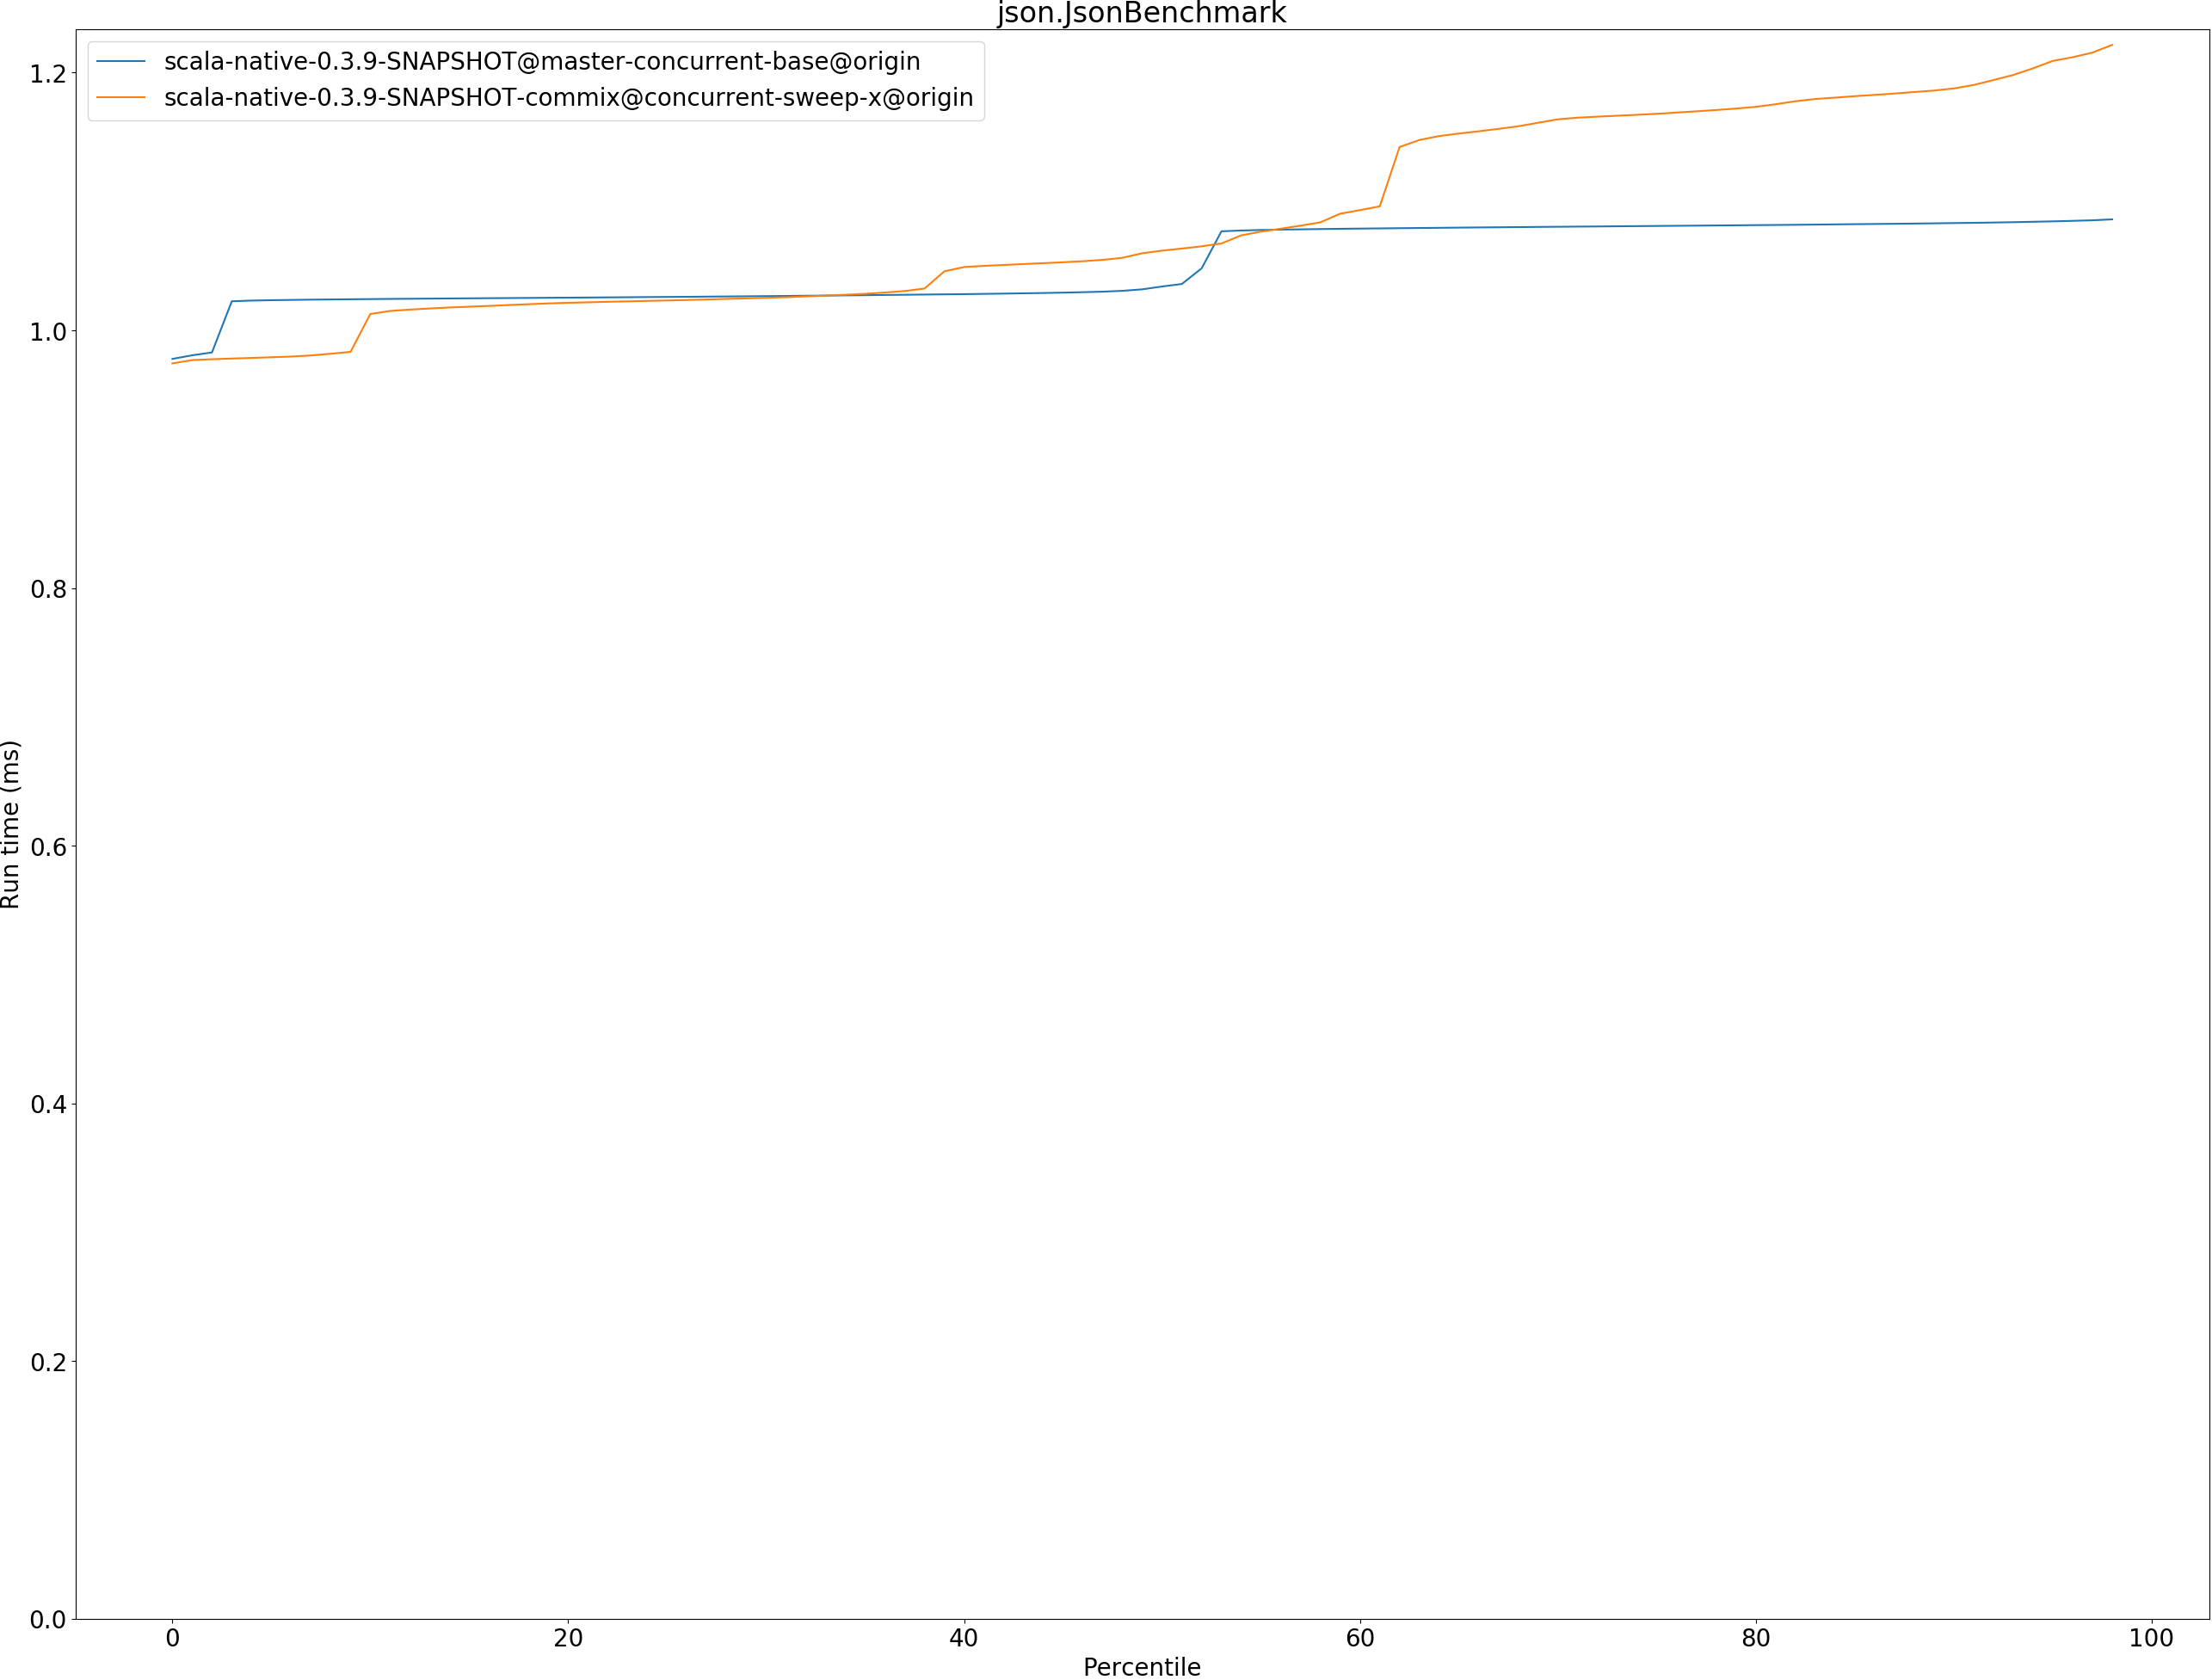 json.JsonBenchmark
scala-native-0.3.9-SNAPSHOT@master-concurrent-base@origin
scala-native-0.3.9-SNAPSHOT-commix@concurrent-sweep-x@origin
1.2
1.0
0.8
0.6
0.4
0.2
0.0
Run time (ms)
0 20 40 60 80 100
Percentile